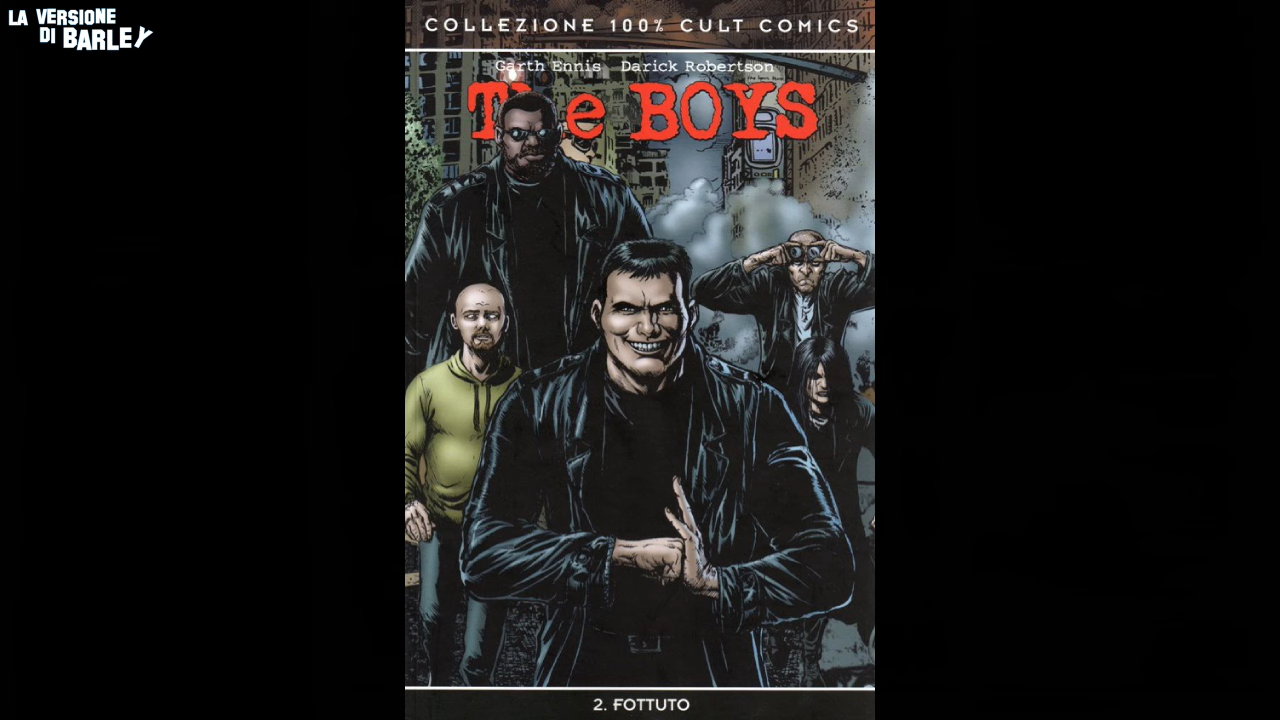 LA VERSIONE
DI BARLEY
COLLEZIONE 100% CULT COMICS
Garth Ennis Darick Robertson
The BOYS
2. FOTTUTO